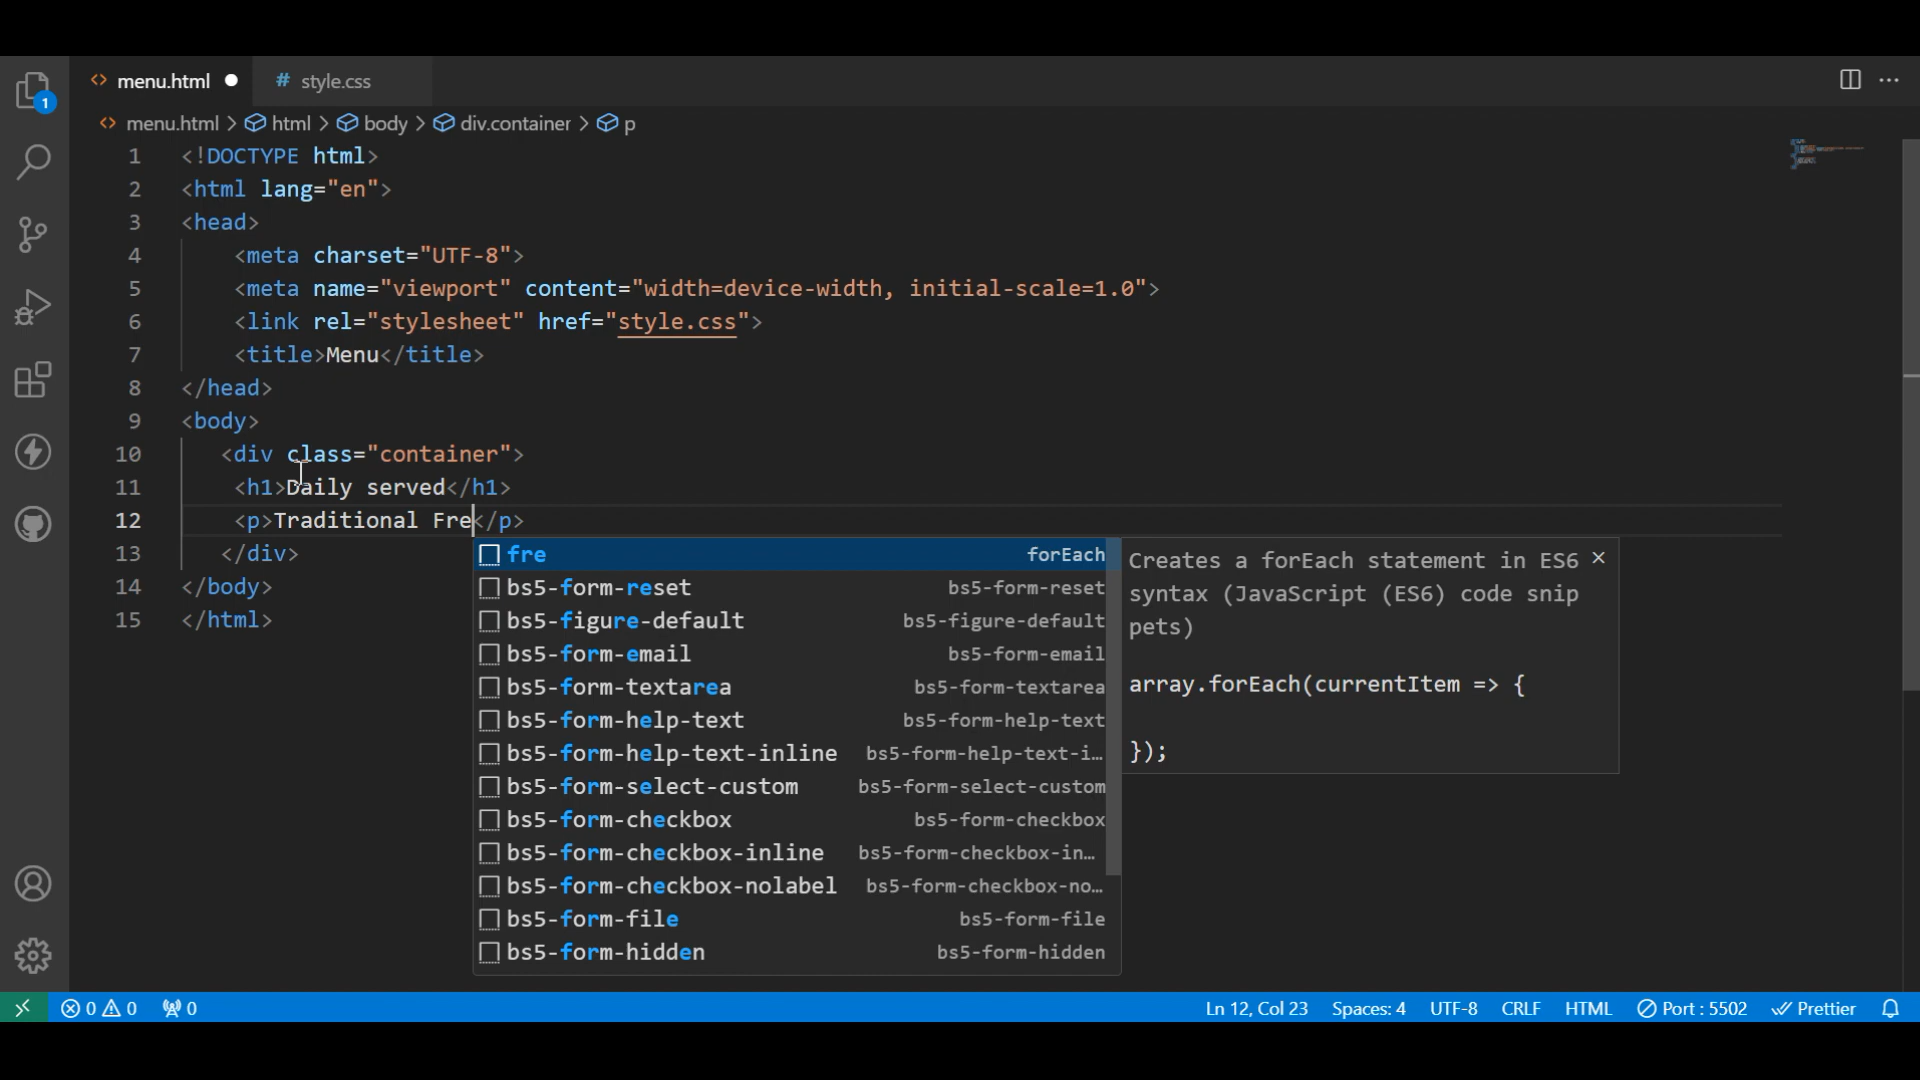 menu.html
style.css
1
menu.html > html > body > div.container > p
1 <!DOCTYPE html>
2 <html lang="en">
3 <head>
4 <meta charset="UTF-8">
5 <meta name="viewport" content="width=device-width, initial-scale=1.0">
6 <link rel="stylesheet" href="style.css">
7 <title>Menu</title>
8 </head>
9 <body>
10 <div class="container">
11 <h1>Daily served</h1>
12 <p>Traditional Fre</p>
13 </div>
14 </body>
15 </html>
fre forEach
bs5-form-reset bs5-form-reset
bs5-figure-default bs5-figure-default
bs5-form-email bs5-form-email
bs5-form-textarea bs5-form-textarea
bs5-form-help-text bs5-form-help-text
bs5-form-help-text-inline bs5-form-help-text-i…
bs5-form-select-custom bs5-form-select-custom
bs5-form-checkbox bs5-form-checkbox
bs5-form-checkbox-inline bs5-form-checkbox-in…
bs5-form-checkbox-nolabel bs5-form-checkbox-no…
bs5-form-file bs5-form-file
bs5-form-hidden bs5-form-hidden
Creates a forEach statement in ES6
syntax (JavaScript (ES6) code snip
pets)
array.forEach(currentItem => {
});
0 0 0 Ln 12, Col 23 Spaces: 4 UTF-8 CRLF HTML Port : 5502 Prettier